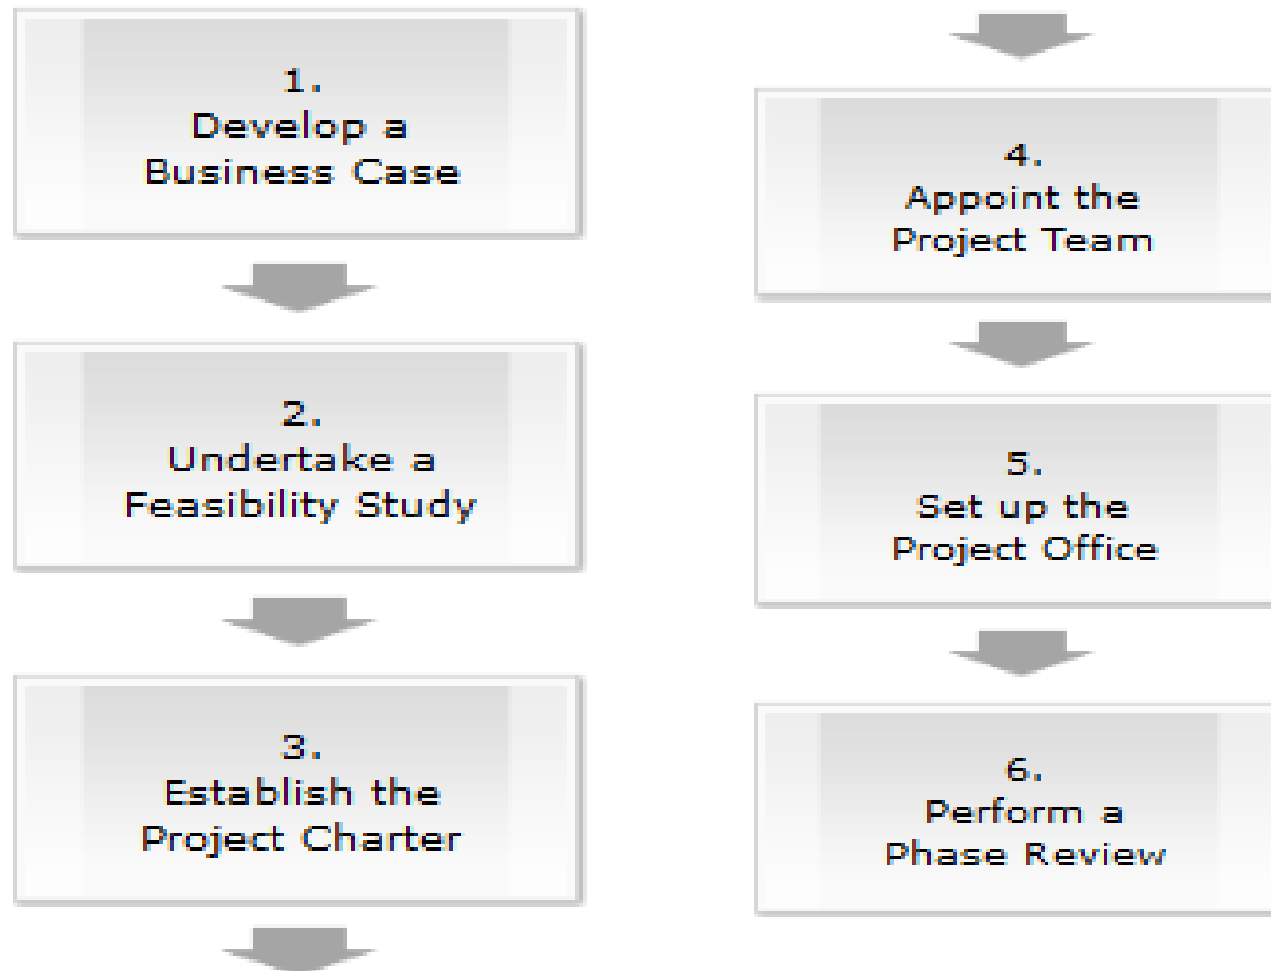 1.
Develop a
Business Case
2.
Undertake a
Feasibility Study
3.
Establish the
Project Charter
4.
Appoint the
Project Team
5.
Set up the
Project Office
6.
Perform a
Phase Review